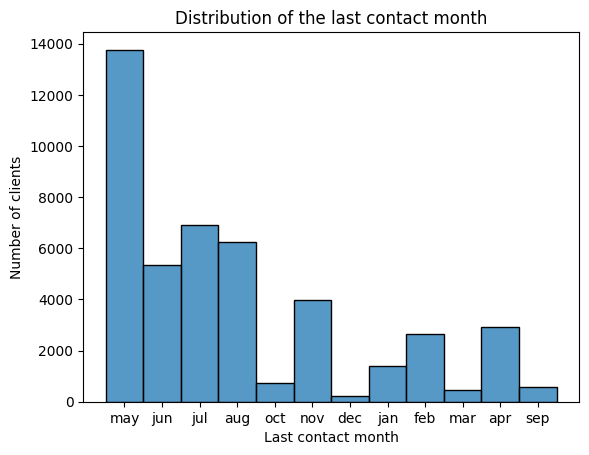 Distribution of the last contact month
Number of clients
14000
12000
10000
8000
6000
4000
2000
0
may jun jul aug oct nov dec jan feb mar apr sep
Last contact month